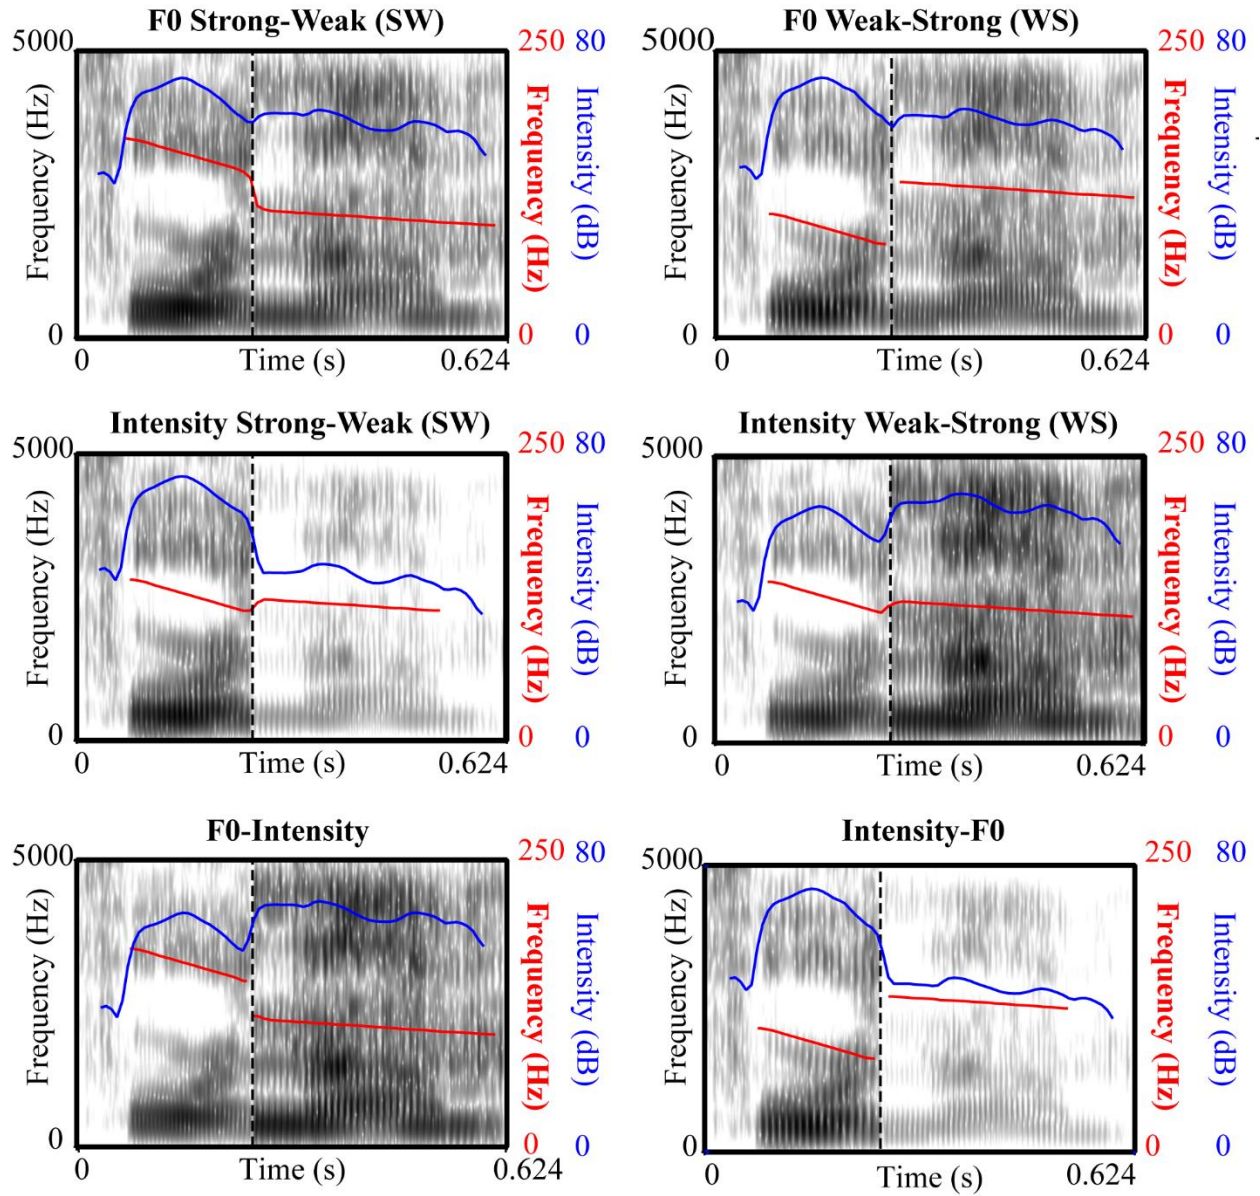 F0 Strong-Weak (SW)
5000
250 80
Frequency (Hz)
Frequency (Hz)
Intensity (dB)
0
0 0
0 Time (s) 0.624
F0 Weak-Strong (WS)
5000
250 80
Frequency (Hz)
Frequency (Hz)
Intensity (dB)
0
0 0
0 Time (s) 0.624
Intensity Strong-Weak (SW)
5000
250 80
Frequency (Hz)
Frequency (Hz)
Intensity (dB)
0
0 0
0 Time (s) 0.624
Intensity Weak-Strong (WS)
5000
250 80
Frequency (Hz)
Frequency (Hz)
Intensity (dB)
0
0 0
0 Time (s) 0.624
F0-Intensity
5000
250 80
Frequency (Hz)
Frequency (Hz)
Intensity (dB)
0
0 0
0 Time (s) 0.624
Intensity-F0
5000
250 80
Frequency (Hz)
Frequency (Hz)
Intensity (dB)
0
0 0
0 Time (s) 0.624